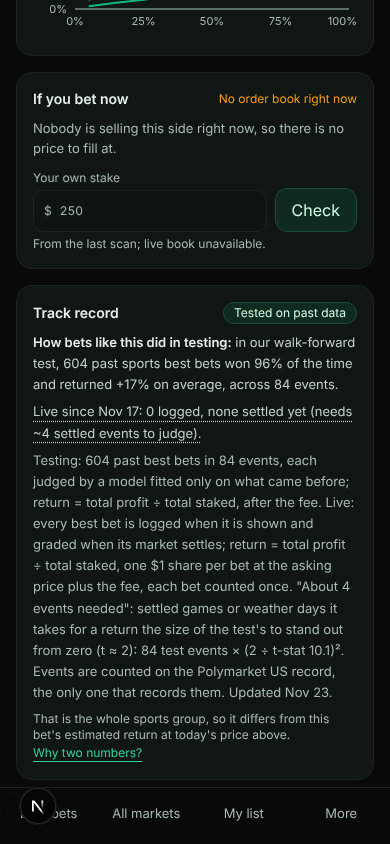 0%
0%
25%
50%
75%
100%
If you bet now
No order book right now
Nobody is selling this side right now, so there is no
price to fill at.
Your own stake
$ 250
Check
From the last scan; live book unavailable.
Track record
Tested on past data
How bets like this did in testing: in our walk-forward
test, 604 past sports best bets won 96% of the time
and returned +17% on average, across 84 events.
Live since Nov 17: 0 logged, none settled yet (needs
~4 settled events to judge).
Testing: 604 past best bets in 84 events, each
judged by a model fitted only on what came before;
return = total profit ÷ total staked, after the fee. Live:
every best bet is logged when it is shown and
graded when its market settles; return = total profit
÷ total staked, one $1 share per bet at the asking
price plus the fee, each bet counted once. "About 4
events needed": settled games or weather days it
takes for a return the size of the test's to stand out
from zero (t ≈ 2): 84 test events × (2 ÷ t-stat 10.1)².
Events are counted on the Polymarket US record,
the only one that records them. Updated Nov 23.
That is the whole sports group, so it differs from this
bet's estimated return at today's price above.
Why two numbers?
N
bets
All markets
My list
More